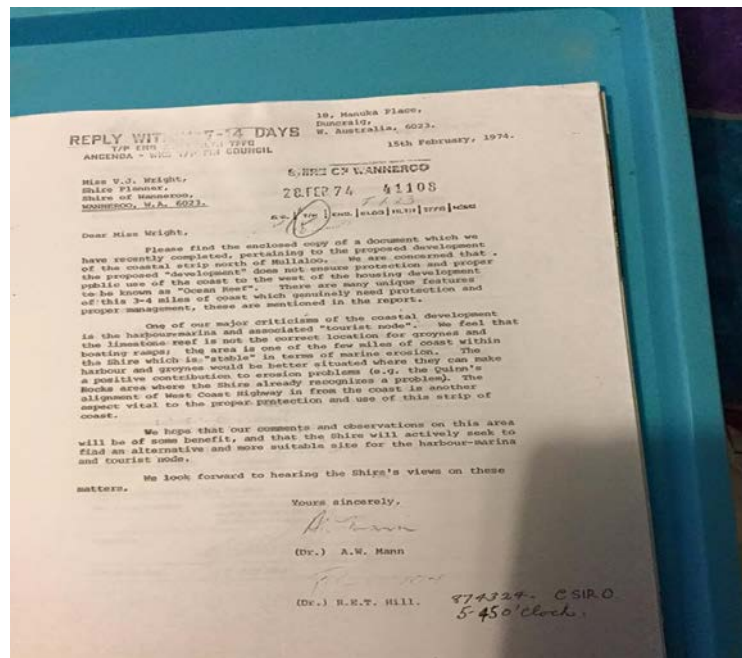 18, Manuka Place,
Duncraig,
W. Australia, 6023.
REPLY 7-14 DAYS
15th February, 1974.
COUNCIL
SHIRE OF WANNEROO
Miss V.J. Wright,
Shire Planner,
Shire of Wanneroo,
WANNEROO, W.A. 6023.
28 FEB 74 41108
Dear Miss Wright,
Please find the enclosed copy of a document which we
have recently completed, pertaining to the proposed development
of the coastal strip north of Mullaloo. We are concerned that
the proposed "development" does not ensure protection and proper
public use of the coast to the west of the housing development
to be known as "Ocean Reef". There are many unique features
of this 3-4 miles of coast which genuinely need protection and
proper management, these are mentioned in the report.
One of our major criticisms of the coastal development
is the harbour-marina and associated "tourist node". We feel that
the limestone reef is not the correct location for groynes and
boating ramps; the area is one of the few miles of coast within
the Shire which is "stable" in terms of marine erosion. The
harbour and groynes would be better situated where they can make
a positive contribution to erosion problems (e.g. the Quinn's
Rocks area where the Shire already recognizes a problem). The
alignment of West Coast Highway in from the coast is another
aspect vital to the proper protection and use of this strip of
coast.
We hope that our comments and observations on this area
will be of some benefit, and that the Shire will actively seek to
find an alternative and more suitable site for the harbour-marina
and tourist node.
We look forward to hearing the Shire's views on these
matters.
Yours sincerely,
(Dr.) A.W. Mann
(Dr.) R.E.T. Hill.
874324- CSIRO
5-450'clock.